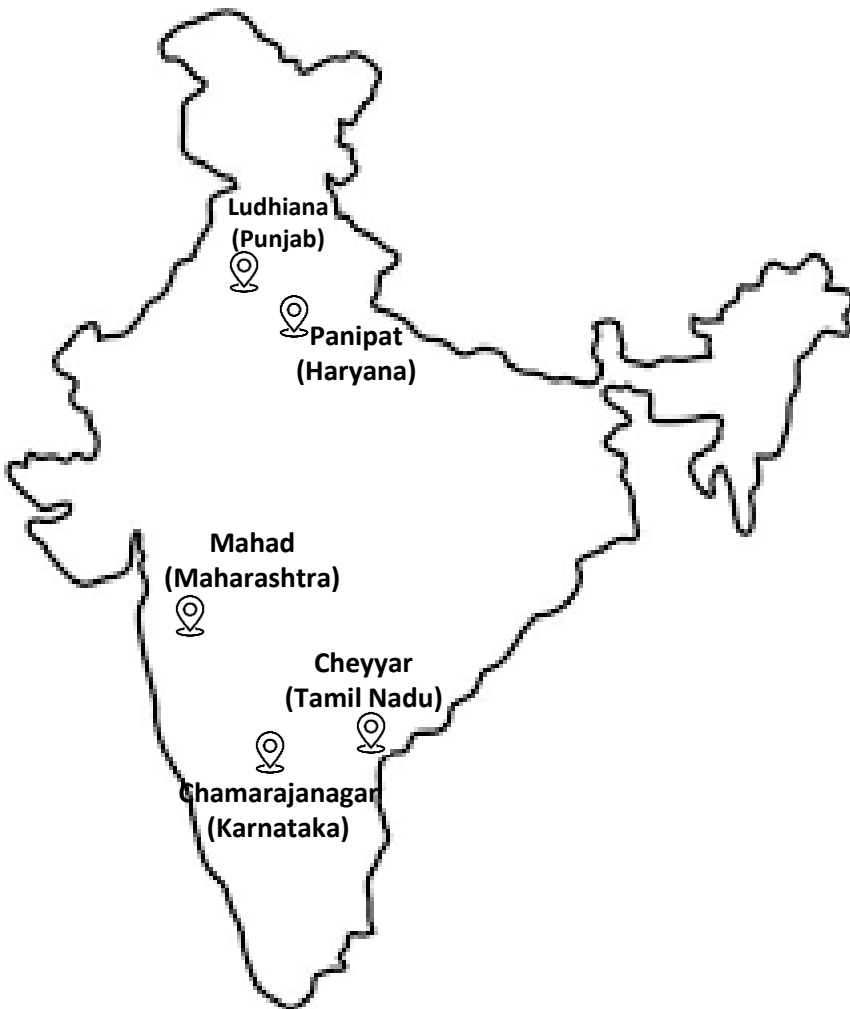 Ludhiana
(Punjab)
Panipat
(Haryana)
Mahad
(Maharashtra)
Cheyyar
(Tamil Nadu)
Chamarajanagar
(Karnataka)